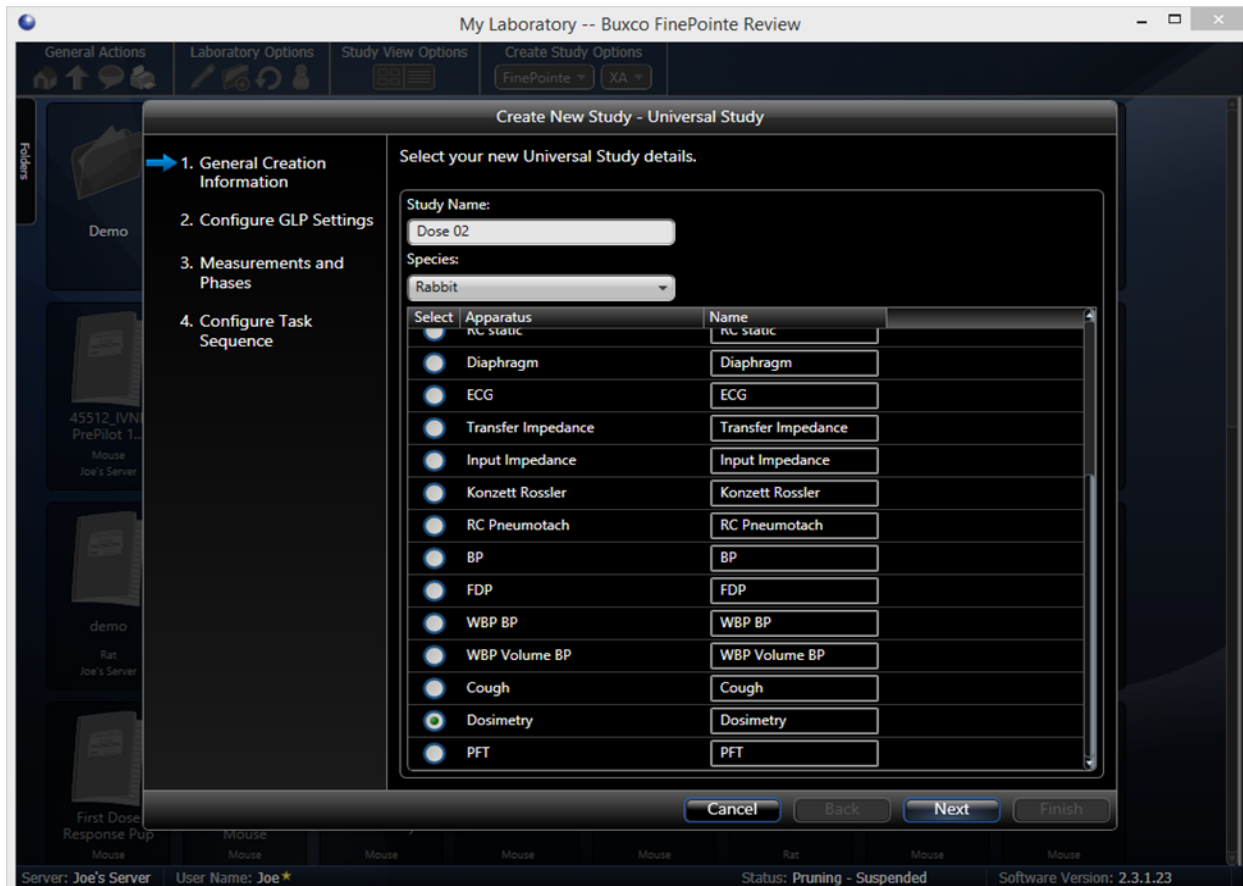 My Laboratory -- Buxco FinePointe Review
General Actions
Laboratory Options
Study View Options
Create Study Options
FinePointe
XA
Folders
Create New Study - Universal Study
1. General Creation
Information
2. Configure GLP Settings
3. Measurements and
Phases
4. Configure Task
Sequence
Select your new Universal Study details.
Study Name:
Dose 02
Species:
Rabbit
Select Apparatus Name
RC static RC static
Diaphragm Diaphragm
ECG ECG
Transfer Impedance Transfer Impedance
Input Impedance Input Impedance
Konzett Rossler Konzett Rossler
RC Pneumotach RC Pneumotach
BP BP
FDP FDP
WBP BP WBP BP
WBP Volume BP WBP Volume BP
Cough Cough
Dosimetry Dosimetry
PFT PFT
Cancel Back Next Finish
Demo
PrePilot 1..
Mouse
Joe's Server
demo
Rat
Joe's Server
First Dose
Response Pup
Mouse
Mouse
Mouse Mouse Mouse Mouse Rat Mouse Mouse
Server: Joe's Server User Name: Joe Status: Pruning - Suspended Software Version: 2.3.1.23